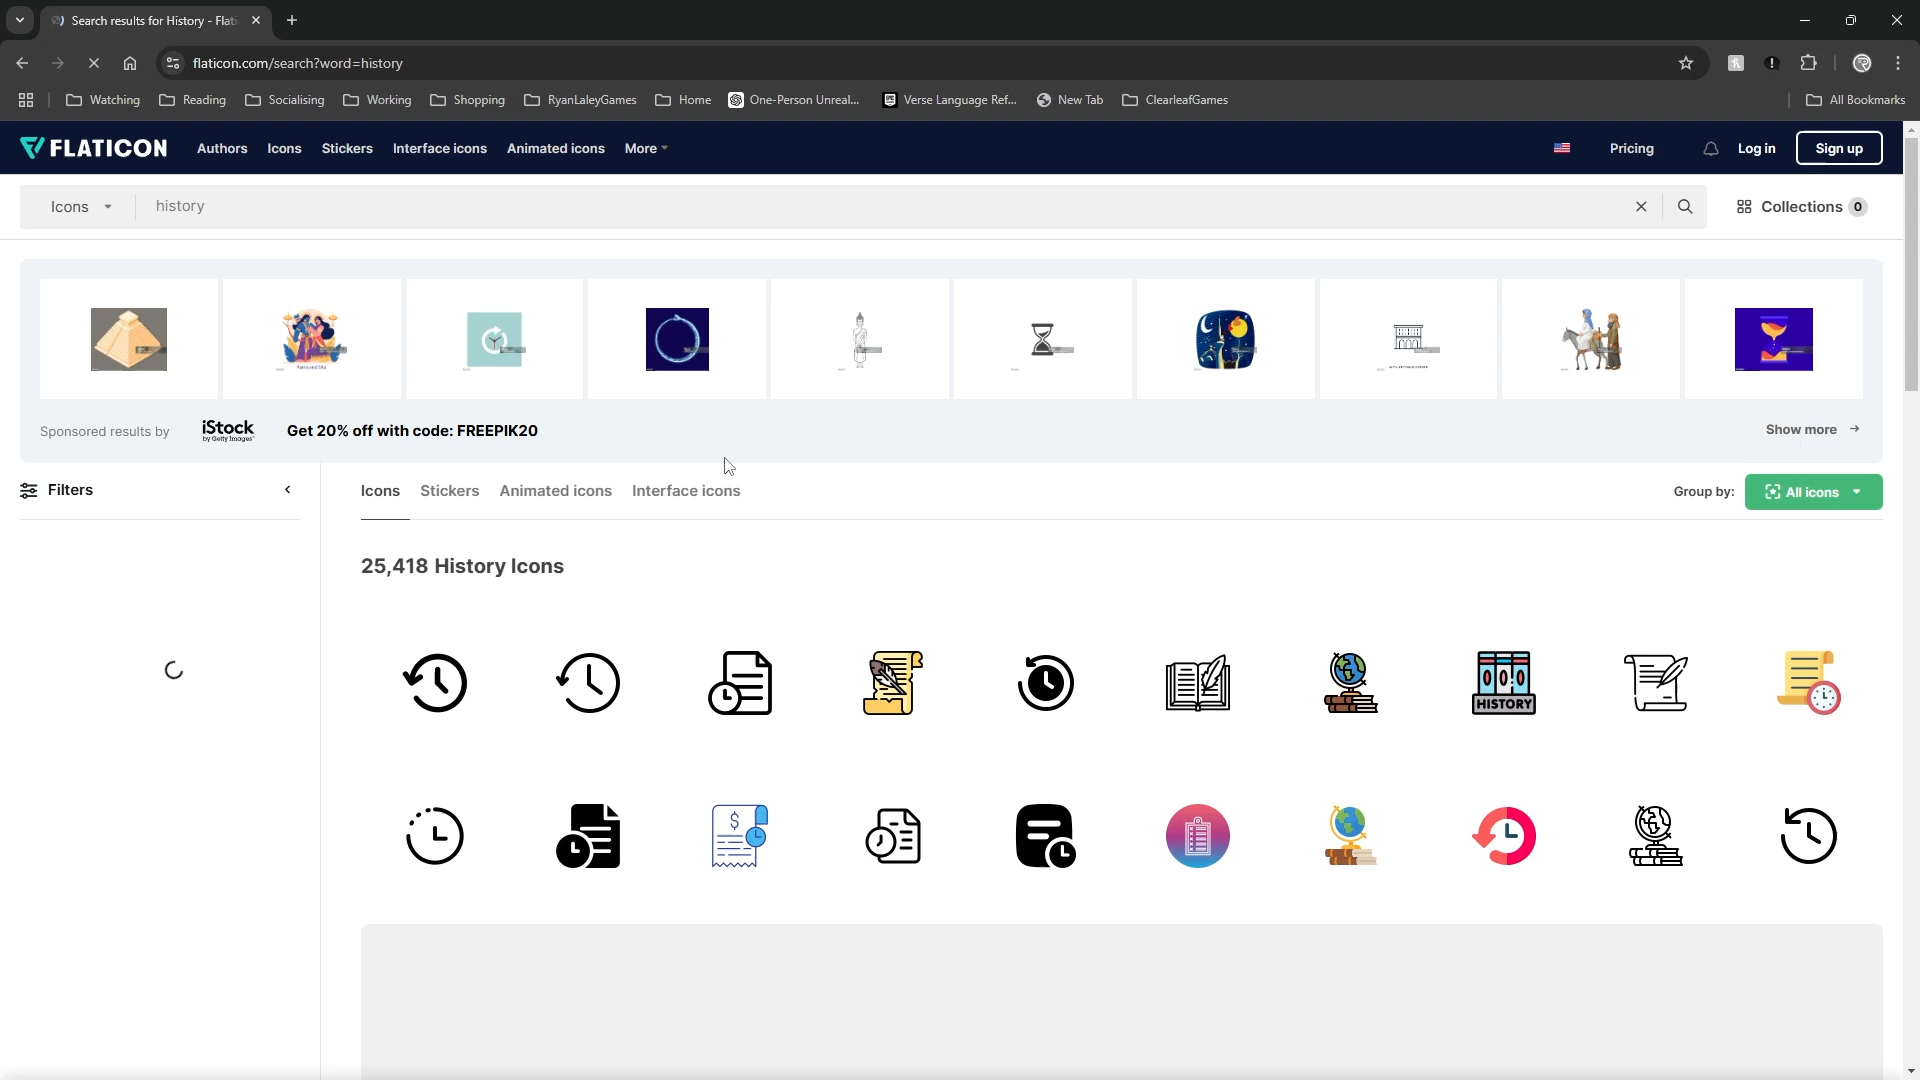 Search results for History - Flati
flaticon.com/search?word=history
Watching Reading Socialising Working Shopping RyanLaleyGames Home One-Person Unreal... Verse Language Ref... New Tab ClearleafGames All Bookmarks
FLATICON Authors Icons Stickers Interface icons Animated icons More Pricing Log in Sign up
Icons history Collections 0
Sponsored results by iStock by Getty Images Get 20% off with code: FREEPIK20 Show more →
Filters Icons Stickers Animated icons Interface icons Group by: All icons
25,418 History Icons
HISTORY
$